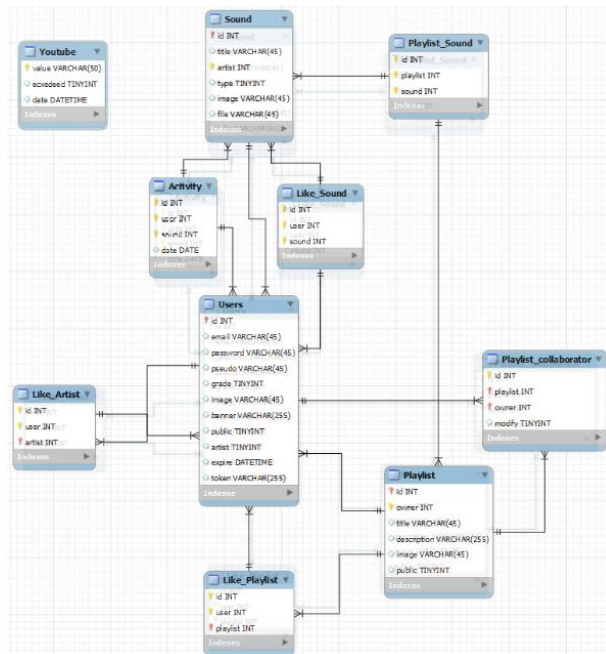 Sound
id INT
title VARCHAR(45)
artist INT
type TINYINT
image VARCHAR(45)
file VARCHAR(45)
Indexes
Youtube
value VARCHAR(50)
ecxedeed TINYINT
date DATETIME
Indexes
Playlist_Sound
id INT
playlist INT
sound INT
Indexes
Activity
id INT
user INT
sound INT
date DATE
Indexes
Like_Sound
id INT
user INT
sound INT
Indexes
Users
id INT
email VARCHAR(45)
password VARCHAR(45)
pseudo VARCHAR(45)
grade TINYINT
image VARCHAR(45)
banner VARCHAR(255)
public TINYINT
artist TINYINT
expire DATETIME
token VARCHAR(255)
Indexes
Like_Artist
id INT
user INT
artist INT
Indexes
Playlist_collaborator
id INT
playlist INT
owner INT
modify TINYINT
Indexes
Playlist
id INT
owner INT
title VARCHAR(45)
description VARCHAR(255)
image VARCHAR(45)
public TINYINT
Indexes
Like_Playlist
id INT
user INT
playlist INT
Indexes